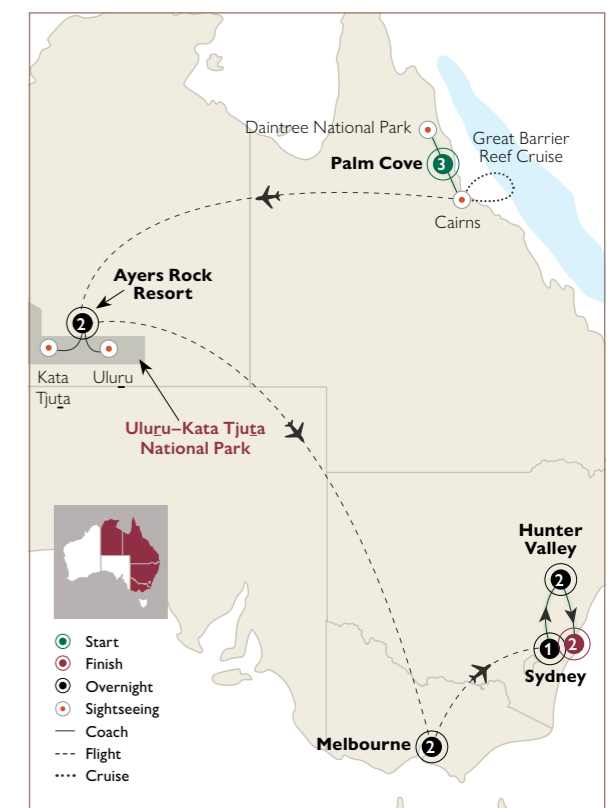 Daintree National Park
Great Barrier
Reef Cruise
Palm Cove
3
Cairns
Ayers Rock
Resort
2
Kata
Tjuṯa
Uluṟu
Uluṟu–Kata Tjuṯa
National Park
Hunter
Valley
2
1
2
Sydney
Melbourne
2
Start
Finish
Overnight
Sightseeing
Coach
Flight
Cruise